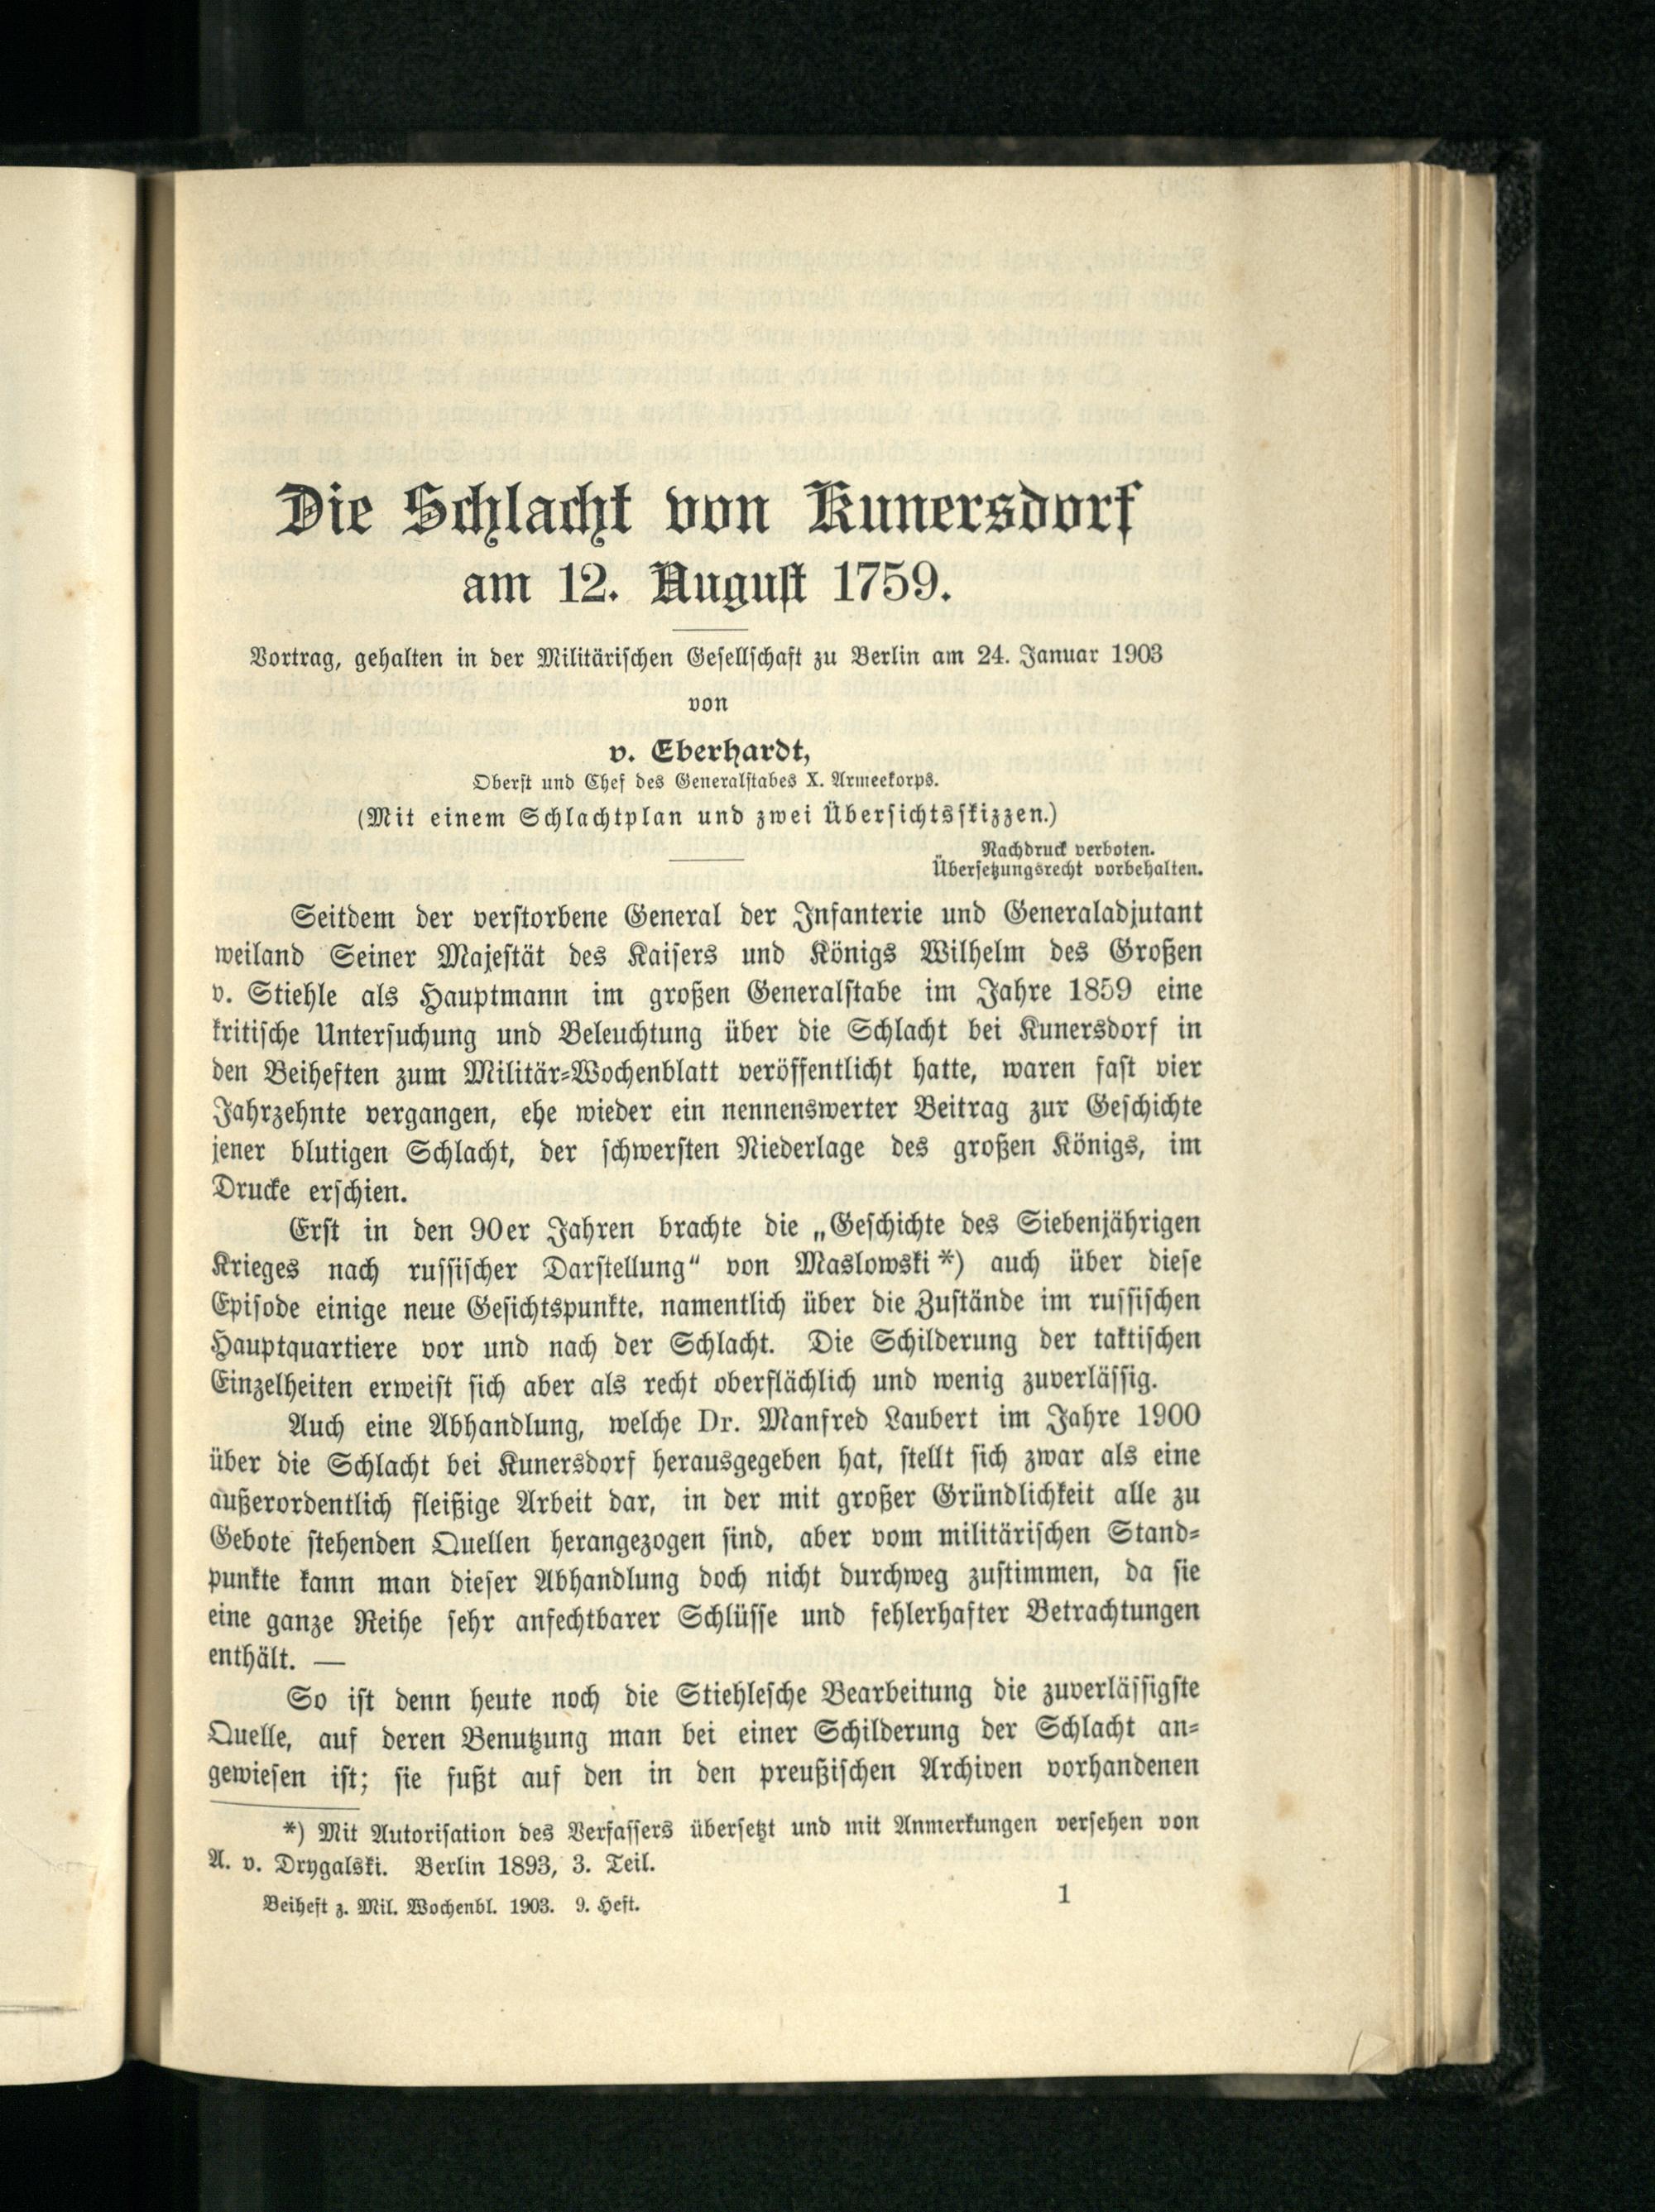 Die Schlacht von Kunersdorf
am 12. August 1759.
Vortrag, gehalten in der Militärischen Gesellschaft zu Berlin am 24. Januar 1903
von
v. Eberhardt,
Oberst und Chef des Generalstabes X. Armeekorps.
(Mit einem Schlachtplan und zwei Übersichtsskizzen.)
Nachdruck verboten.
Übersetzungsrecht vorbehalten.
Seitdem der verstorbene General der Infanterie und Generaladjutant
weiland Seiner Majestät des Kaisers und Königs Wilhelm des Großen
v. Stiehle als Hauptmann im großen Generalstabe im Jahre 1859 eine
kritische Untersuchung und Beleuchtung über die Schlacht bei Kunersdorf in
den Beiheften zum Militär-Wochenblatt veröffentlicht hatte, waren fast vier
Jahrzehnte vergangen, ehe wieder ein nennenswerter Beitrag zur Geschichte
jener blutigen Schlacht, der schwersten Niederlage des großen Königs, im
Drucke erschien.
Erst in den 90er Jahren brachte die „Geschichte des Siebenjährigen
Krieges nach russischer Darstellung“ von Maslowski*) auch über diese
Episode einige neue Gesichtspunkte, namentlich über die Zustände im russischen
Hauptquartiere vor und nach der Schlacht. Die Schilderung der taktischen
Einzelheiten erweist sich aber als recht oberflächlich und wenig zuverlässig.
Auch eine Abhandlung, welche Dr. Manfred Laubert im Jahre 1900
über die Schlacht bei Kunersdorf herausgegeben hat, stellt sich zwar als eine
außerordentlich fleißige Arbeit dar, in der mit großer Gründlichkeit alle zu
Gebote stehenden Quellen herangezogen sind, aber vom militärischen Stand-
punkte kann man dieser Abhandlung doch nicht durchweg zustimmen, da sie
eine ganze Reihe sehr anfechtbarer Schlüsse und fehlerhafter Betrachtungen
enthält. —
So ist denn heute noch die Stiehlesche Bearbeitung die zuverlässigste
Quelle, auf deren Benutzung man bei einer Schilderung der Schlacht an-
gewiesen ist; sie fußt auf den in den preußischen Archiven vorhandenen
*) Mit Autorisation des Verfassers übersetzt und mit Anmerkungen versehen von
A. v. Drygalski. Berlin 1893, 3. Teil.
Beiheft z. Mil. Wochenbl. 1903. 9. Heft.
1